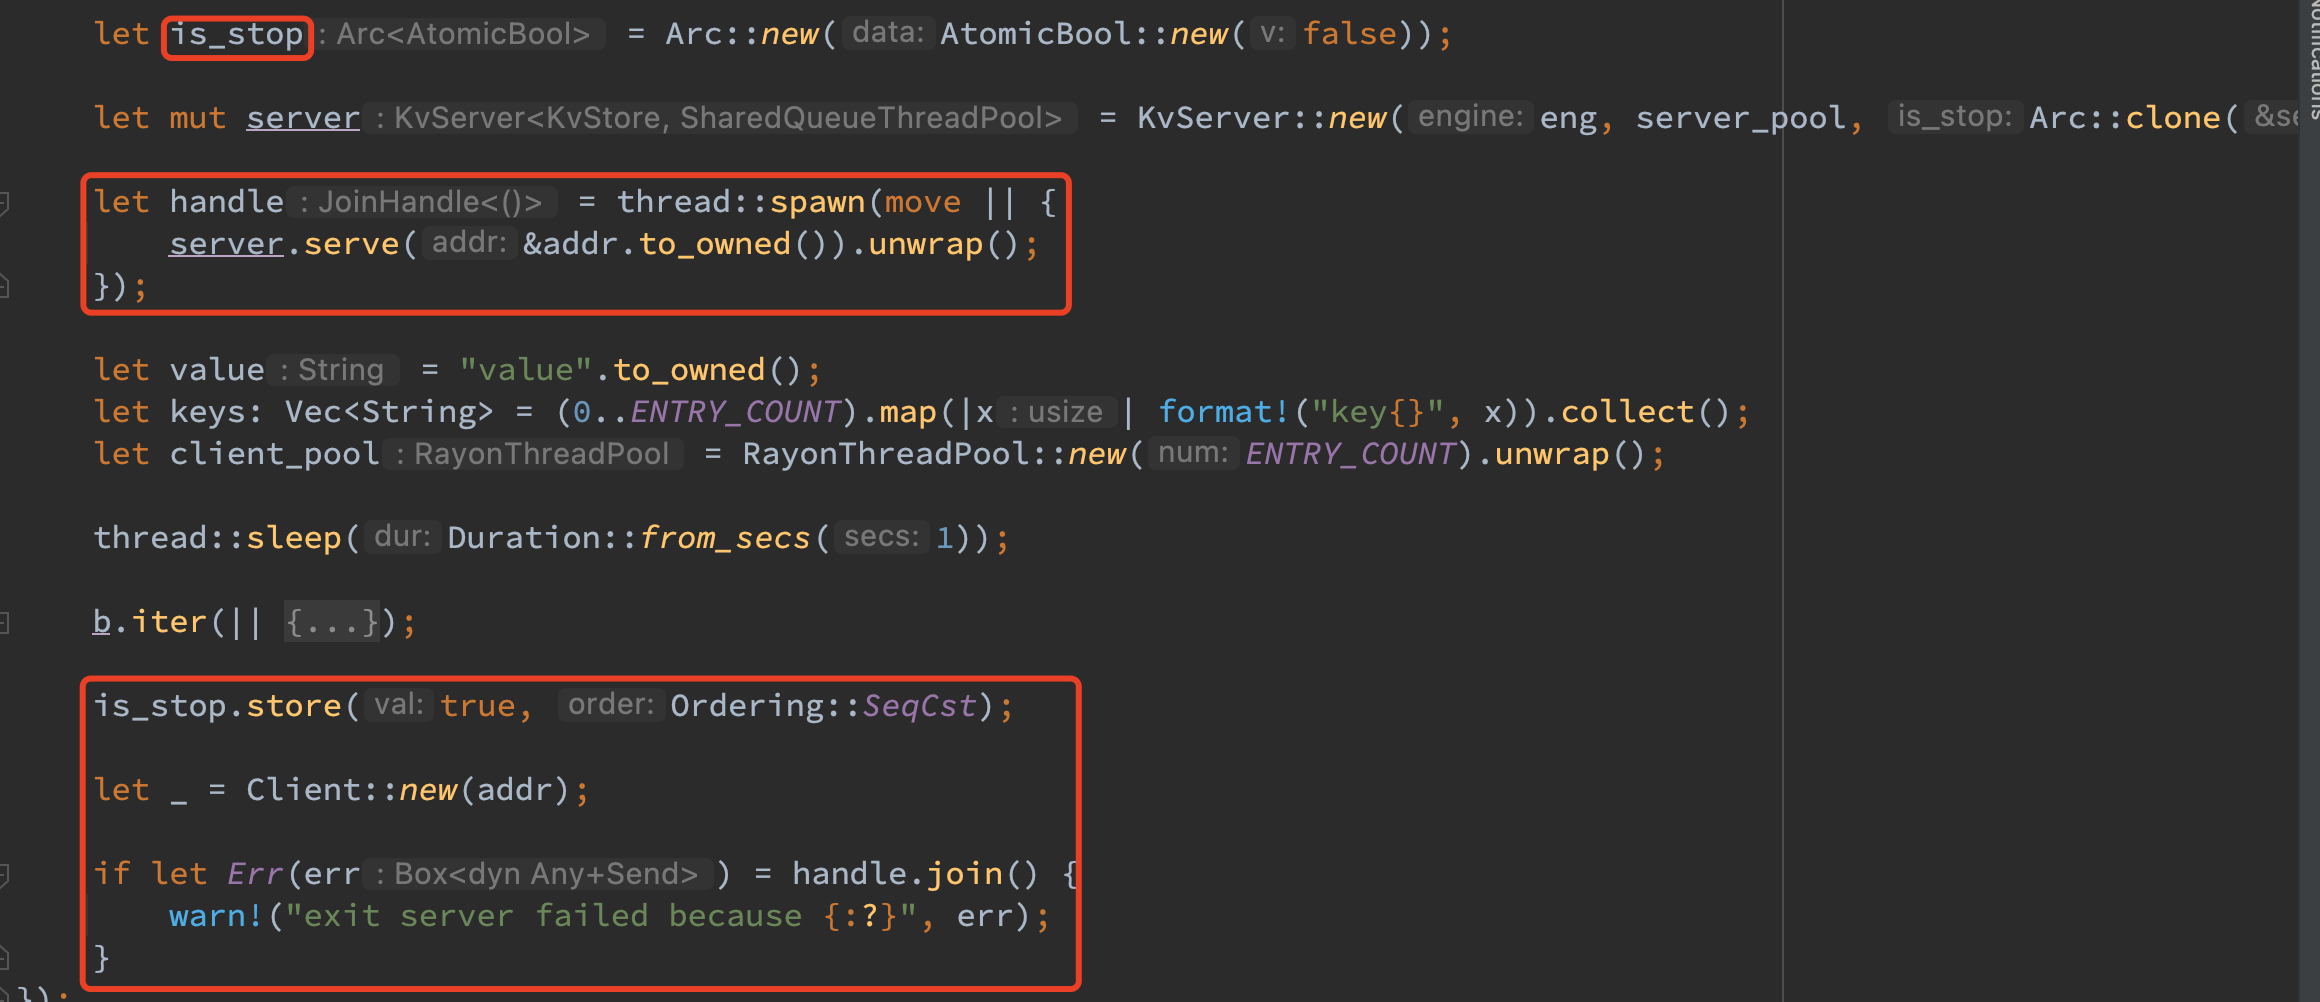 let is_stop: Arc<AtomicBool> = Arc::new(data: AtomicBool::new(v: false));
let mut server: KvServer<KvStore, SharedQueueThreadPool> = KvServer::new(engine: eng, server_pool, is_stop: Arc::clone(
let handle: JoinHandle<()> = thread::spawn(move || {
server.serve(addr: &addr.to_owned()).unwrap();
});
let value: String = "value".to_owned();
let keys: Vec<String> = (0..ENTRY_COUNT).map(|x: usize| format!("key{}", x)).collect();
let client_pool: RayonThreadPool = RayonThreadPool::new(num: ENTRY_COUNT).unwrap();
thread::sleep(dur: Duration::from_secs(secs: 1));
b.iter(|| {...});
is_stop.store(val: true, order: Ordering::SeqCst);
let _ = Client::new(addr);
if let Err(err: Box<dyn Any+Send>) = handle.join() {
warn!("exit server failed because {:?}", err);
}
});
Notifications